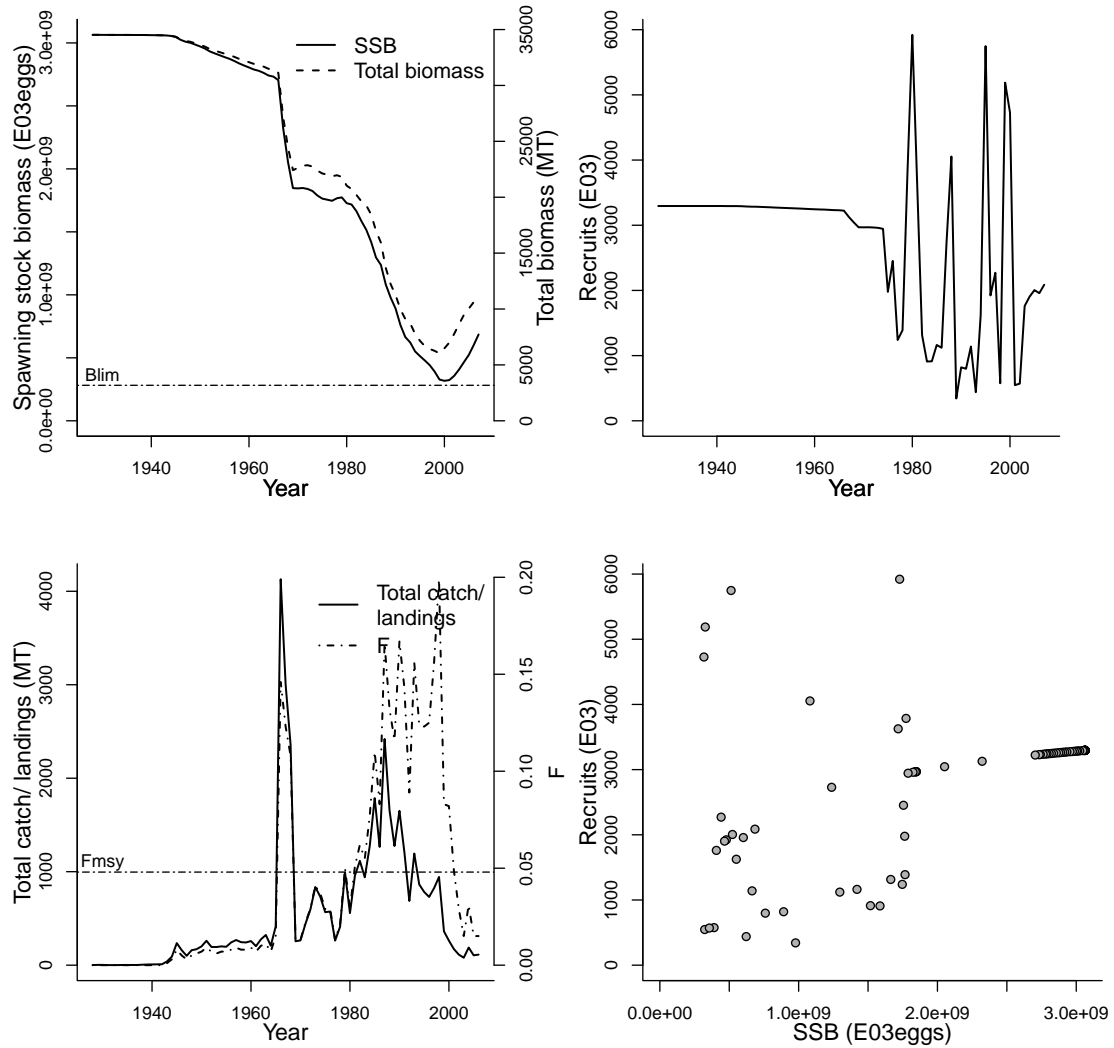 Spawning stock biomass (E03eggs)
0.0e+00
1.0e+09
2.0e+09
3.0e+09
SSB
Total biomass
Blim
0
5000
15000
25000
35000
Total biomass (MT)
1940
1960
1980
2000
Year
Recruits (E03)
0
1000
2000
3000
4000
5000
6000
1940
1960
1980
2000
Year
Total catch/ landings (MT)
0
1000
2000
3000
4000
Total catch/
landings
F
Fmsy
0.00
0.05
0.10
0.15
0.20
F
1940
1960
1980
2000
Year
Recruits (E03)
0
1000
2000
3000
4000
5000
6000
0.0e+00
1.0e+09
2.0e+09
3.0e+09
SSB (E03eggs)